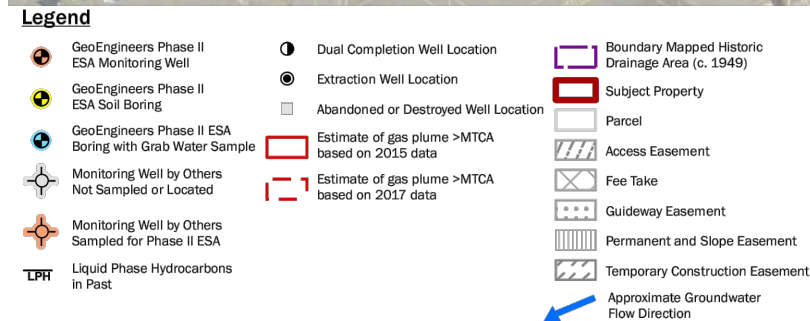 Legend
GeoEngineers Phase II
ESA Monitoring Well
GeoEngineers Phase II
ESA Soil Boring
GeoEngineers Phase II ESA
Boring with Grab Water Sample
Monitoring Well by Others
Not Sampled or Located
Monitoring Well by Others
Sampled for Phase II ESA
LPH
Liquid Phase Hydrocarbons
in Past
Dual Completion Well Location
Extraction Well Location
Abandoned or Destroyed Well Location
Estimate of gas plume >MTCA
based on 2015 data
Estimate of gas plume >MTCA
based on 2017 data
Boundary Mapped Historic
Drainage Area (c. 1949)
Subject Property
Parcel
Access Easement
Fee Take
Guideway Easement
Permanent and Slope Easement
Temporary Construction Easement
Approximate Groundwater
Flow Direction